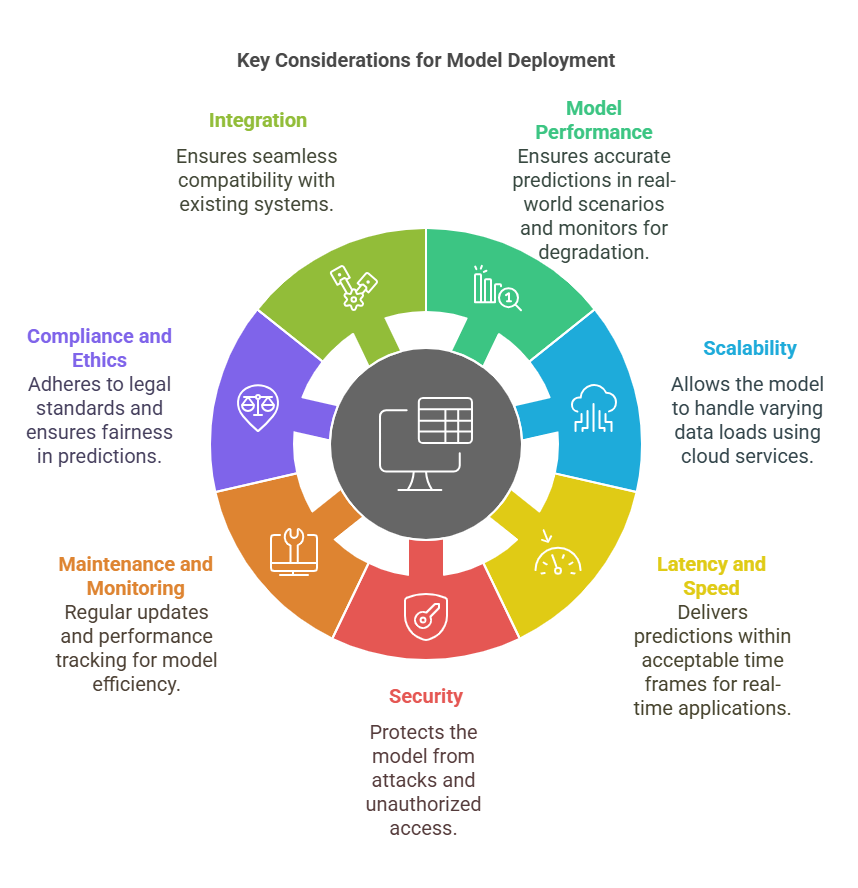 Key Considerations for Model Deployment
Integration
Ensures seamless
compatibility with
existing systems.
Model
Performance
Ensures accurate
predictions in real-
world scenarios
and monitors for
degradation.
Compliance and
Ethics
Adheres to legal
standards and
ensures fairness
in predictions.
Scalability
Allows the model
to handle varying
data loads using
cloud services.
Maintenance and
Monitoring
Regular updates
and performance
tracking for model
efficiency.
Latency and
Speed
Delivers
predictions within
acceptable time
frames for real-
time applications.
Security
Protects the
model from
attacks and
unauthorized
access.
1